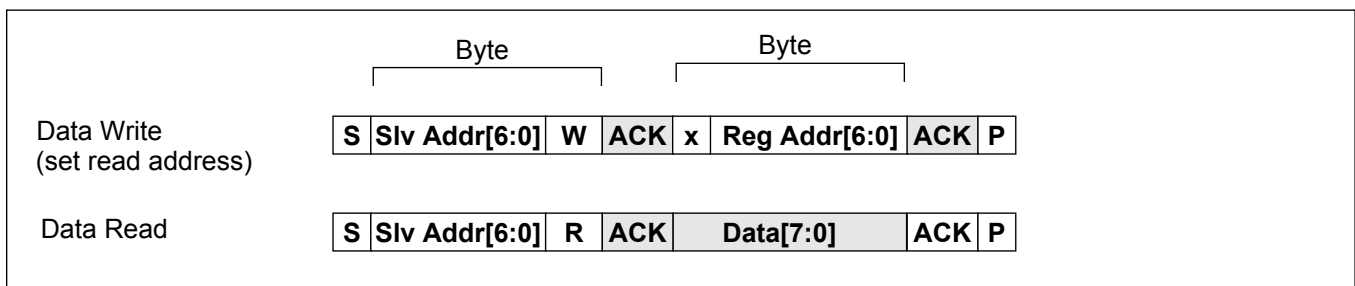 Byte Byte
Data Write S Slv Addr[6:0] W ACK x Reg Addr[6:0] ACK P
(set read address)
Data Read S Slv Addr[6:0] R ACK Data[7:0] ACK P